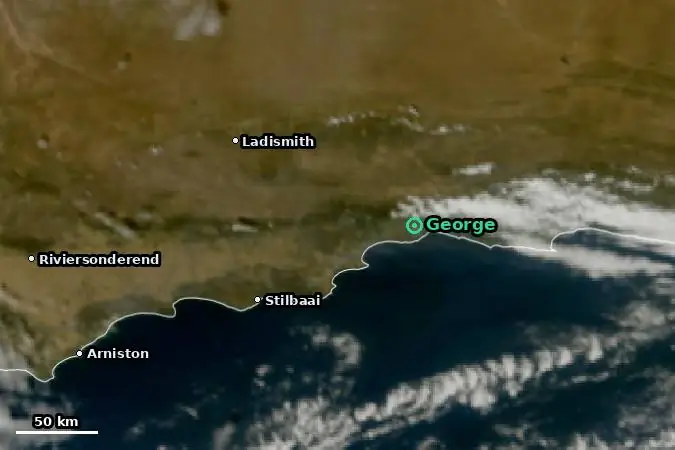 Ladismith
George
Riviersonderend
Stilbaai
Arniston
50 km